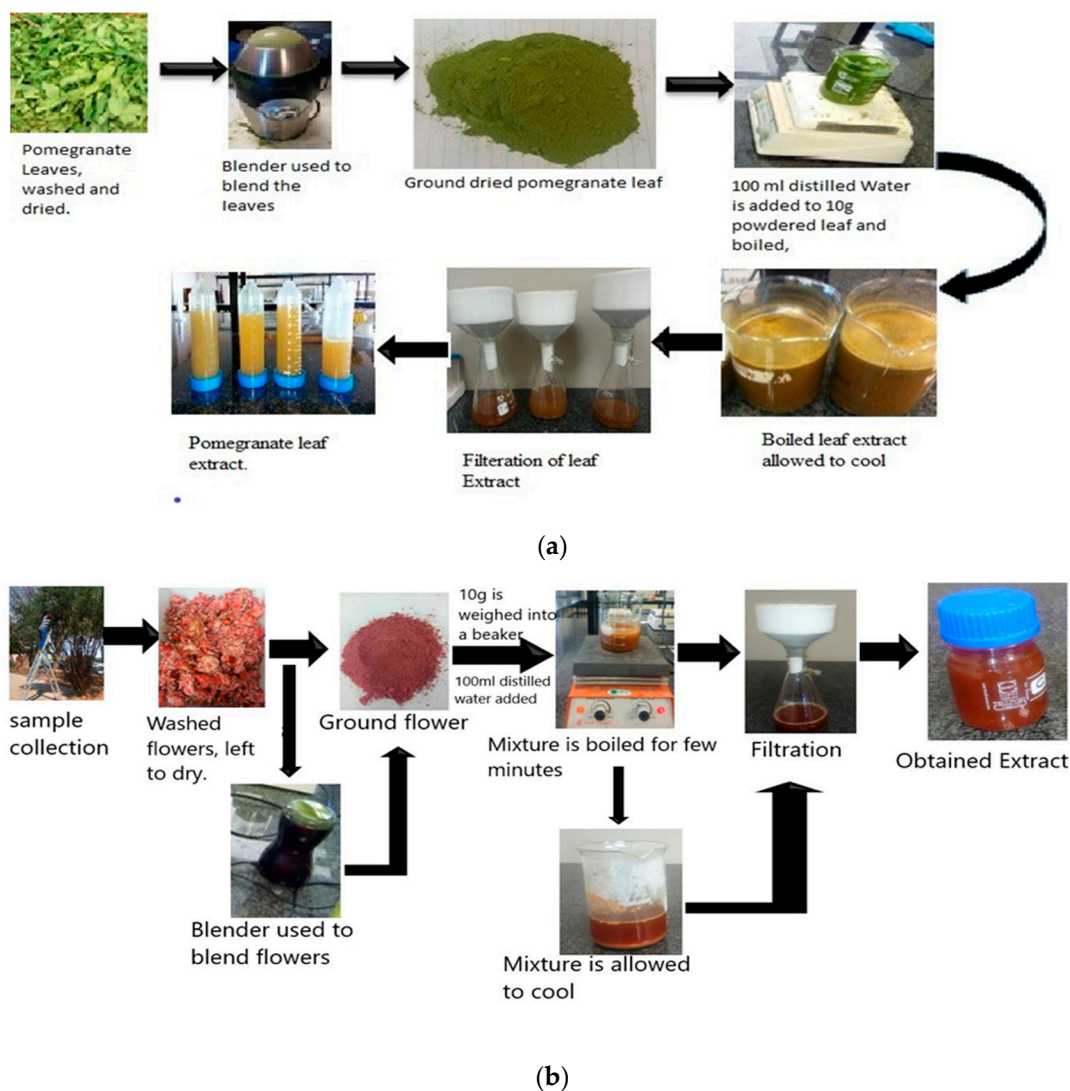 Pomegranate
Leaves,
washed and
dried.
Blender used to
blend the
leaves
Ground dried pomegranate leaf
100 ml distilled Water
is added to 10g
powdered leaf and
boiled,
Boiled leaf extract
allowed to cool
Filteration of leaf
Extract
Pomegranate leaf
extract.
(a)
sample
collection
Washed
flowers, left
to dry.
Blender used to
blend flowers
Ground flower
10g is
weighed into
a beaker
100ml distilled
water added
Mixture is boiled for few
minutes
Mixture is allowed
to cool
Filtration
Obtained Extract
(b)